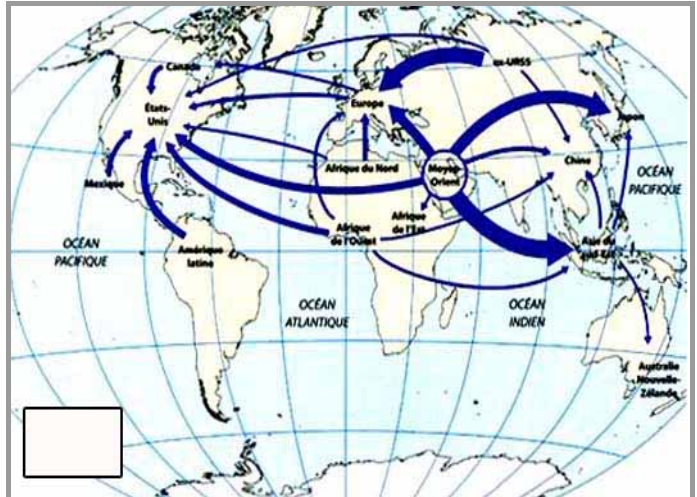 Canada
ex-URSS
États-
Unis
Europe
Japon
Chine
Afrique du Nord
Moyen-
Orient
OCÉAN
PACIFIQUE
Mexique
Afrique
de l'Est
Afrique
de l'Ouest
OCÉAN
PACIFIQUE
Amérique
latine
Asie du
sud-Est
OCÉAN
ATLANTIQUE
OCÉAN
INDIEN
Australie
Nouvelle-
Zélande